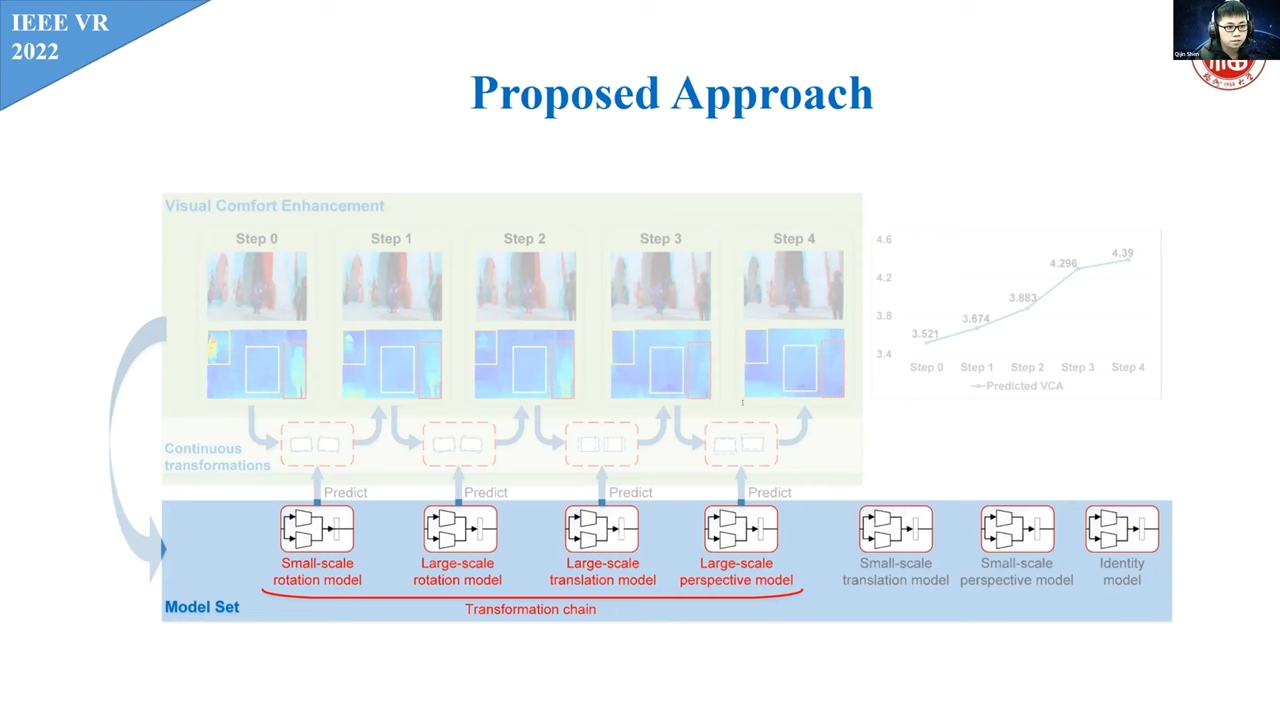 IEEE VR
2022
Qijin Shen
Proposed Approach
Visual Comfort Enhancement
Step 0
Step 1
Step 2
Step 3
Step 4
Continuous
transformations
4.6
4.2
3.8
3.4
3.521
3.674
3.883
4.296
4.39
Step 0
Step 1
Step 2
Step 3
Step 4
Predicted VCA
Predict
Predict
Predict
Predict
Small-scale
rotation model
Large-scale
rotation model
Large-scale
translation model
Large-scale
perspective model
Small-scale
translation model
Small-scale
perspective model
Identity
model
Transformation chain
Model Set